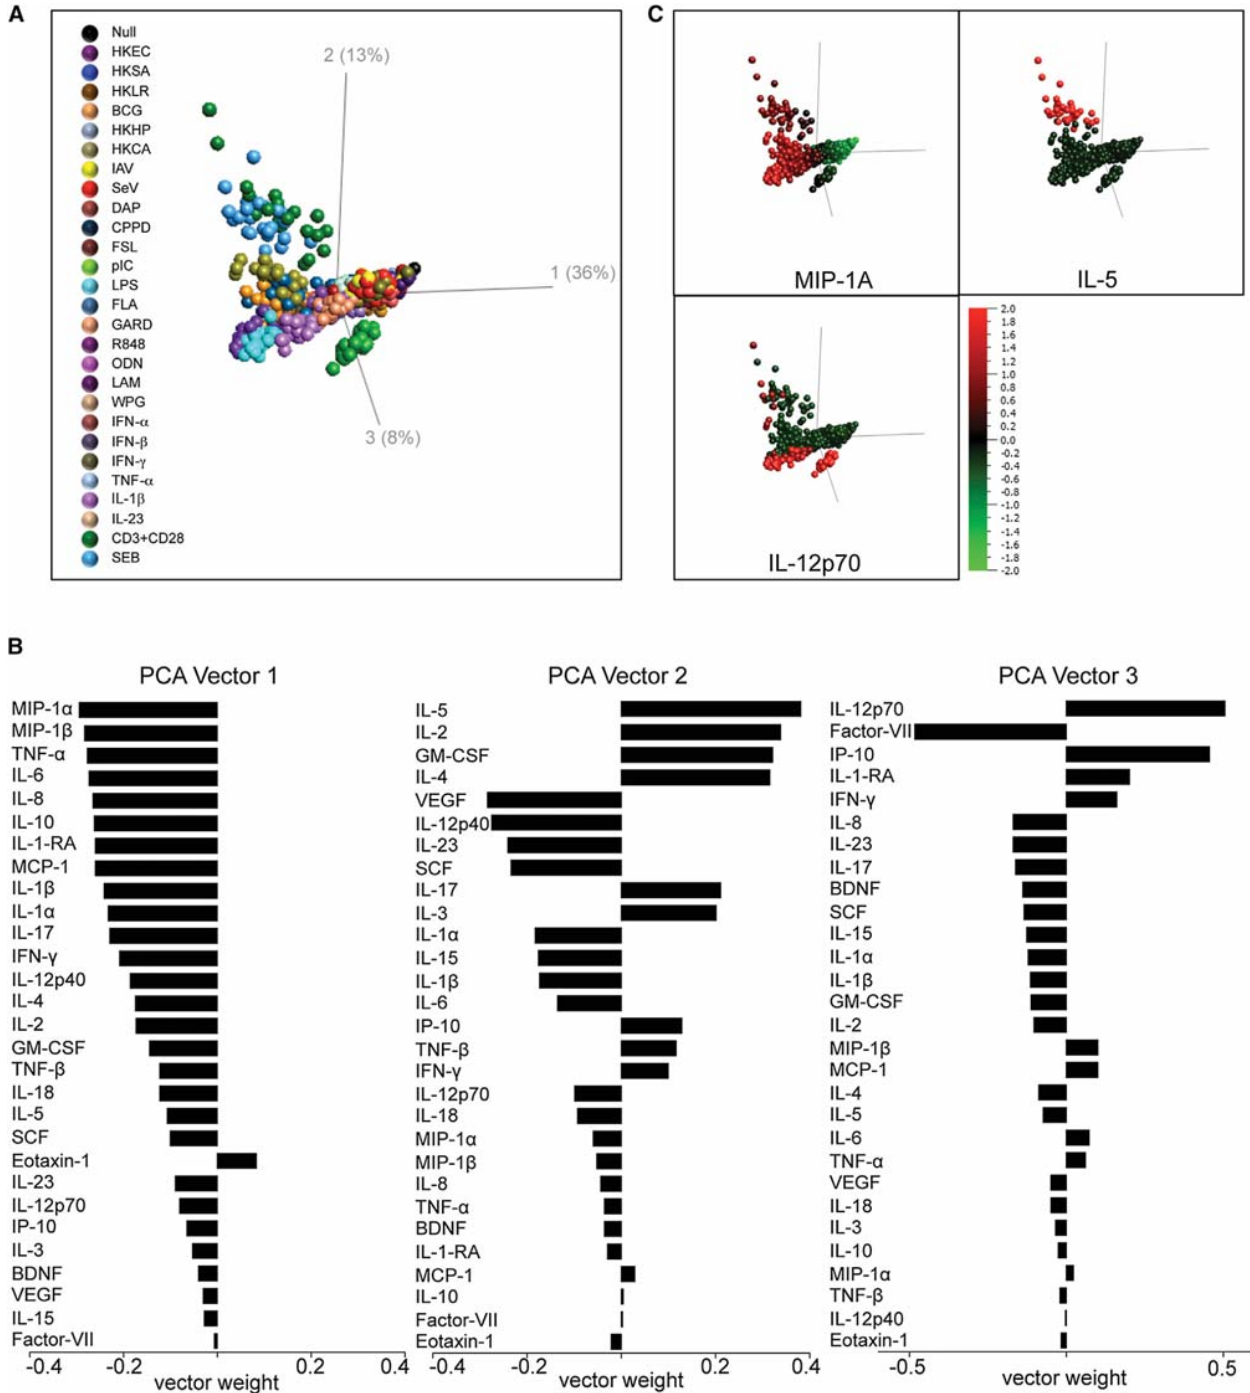 A
Null
HKEC
HKSA
HKLR
BCG
HKHP
HKCA
IAV
SeV
DAP
CPPD
FSL
pIC
LPS
FLA
GARD
R848
ODN
LAM
WPG
IFN-α
IFN-β
IFN-γ
TNF-α
IL-1β
IL-23
CD3+CD28
SEB
2 (13%)
1 (36%)
3 (8%)
C
MIP-1A
IL-5
IL-12p70
2.0
1.8
1.6
1.4
1.2
1.0
0.8
0.6
0.4
0.2
0.0
-0.2
-0.4
-0.6
-0.8
-1.0
-1.2
-1.4
-1.6
-1.8
-2.0
B
PCA Vector 1
MIP-1α
MIP-1β
TNF-α
IL-6
IL-8
IL-10
IL-1-RA
MCP-1
IL-1β
IL-1α
IL-17
IFN-γ
IL-12p40
IL-4
IL-2
GM-CSF
TNF-β
IL-18
IL-5
SCF
Eotaxin-1
IL-23
IL-12p70
IP-10
IL-3
BDNF
VEGF
IL-15
Factor-VII
-0.4 -0.2 0 0.2 0.4
vector weight
PCA Vector 2
IL-5
IL-2
GM-CSF
IL-4
VEGF
IL-12p40
IL-23
SCF
IL-17
IL-3
IL-1α
IL-15
IL-1β
IL-6
IP-10
TNF-β
IFN-γ
IL-12p70
IL-18
MIP-1α
MIP-1β
IL-8
TNF-α
BDNF
IL-1-RA
MCP-1
IL-10
Factor-VII
Eotaxin-1
-0.4 -0.2 0 0.2 0.4
vector weight
PCA Vector 3
IL-12p70
Factor-VII
IP-10
IL-1-RA
IFN-γ
IL-8
IL-23
IL-17
BDNF
SCF
IL-15
IL-1α
IL-1β
GM-CSF
IL-2
MIP-1β
MCP-1
IL-4
IL-5
IL-6
TNF-α
VEGF
IL-18
IL-3
IL-10
MIP-1α
TNF-β
IL-12p40
Eotaxin-1
-0.5 0 0.5
vector weight